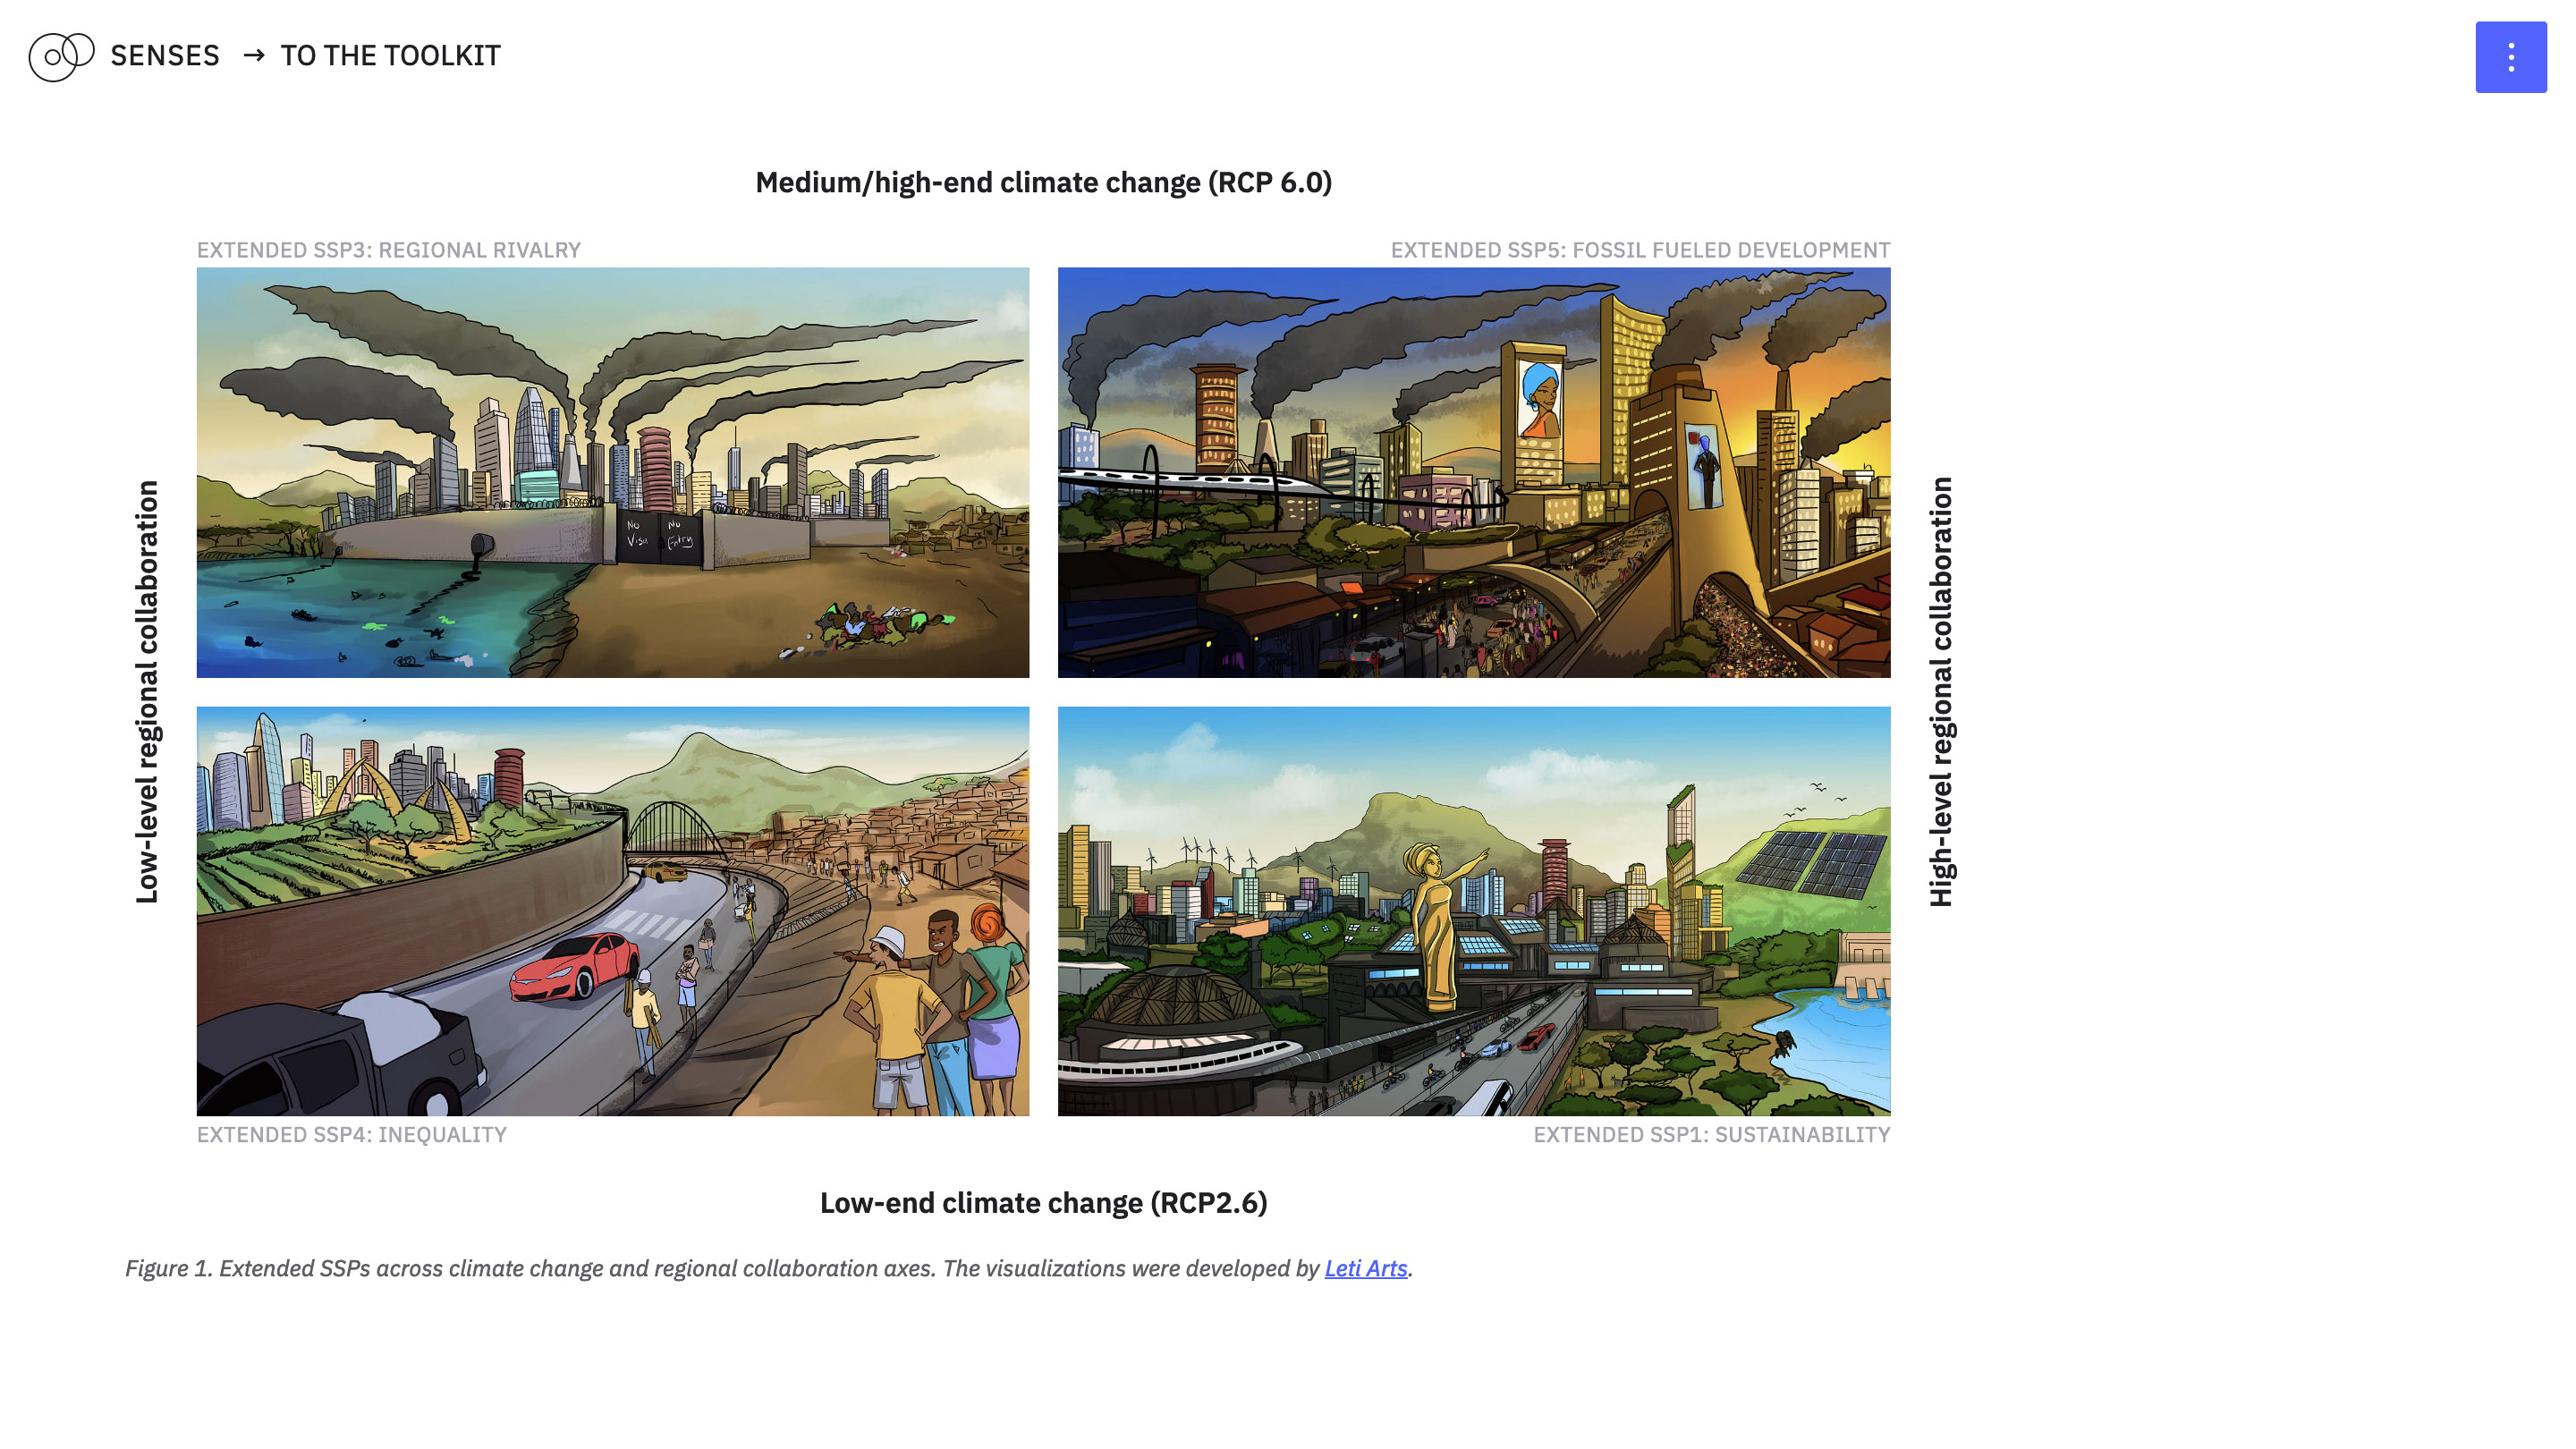 SENSES → TO THE TOOLKIT
Medium/high-end climate change (RCP 6.0)
EXTENDED SSP3: REGIONAL RIVALRY
EXTENDED SSP5: FOSSIL FUELED DEVELOPMENT
Low-level regional collaboration
No Visa
No Entry
High-level regional collaboration
EXTENDED SSP4: INEQUALITY
EXTENDED SSP1: SUSTAINABILITY
Low-end climate change (RCP2.6)
Figure 1. Extended SSPs across climate change and regional collaboration axes. The visualizations were developed by Leti Arts.